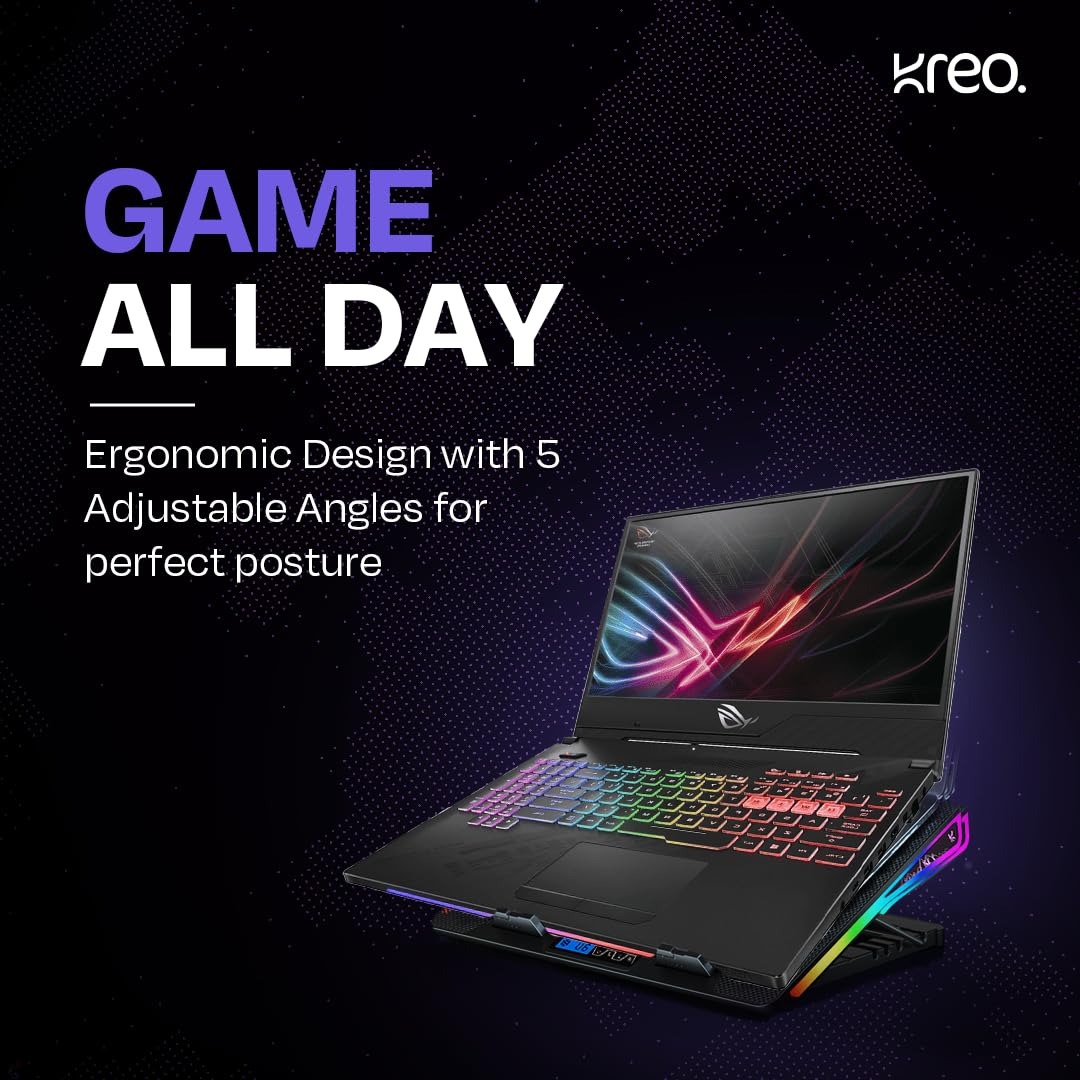 kreo.
GAME
ALL DAY
Ergonomic Design with 5
Adjustable Angles for
perfect posture